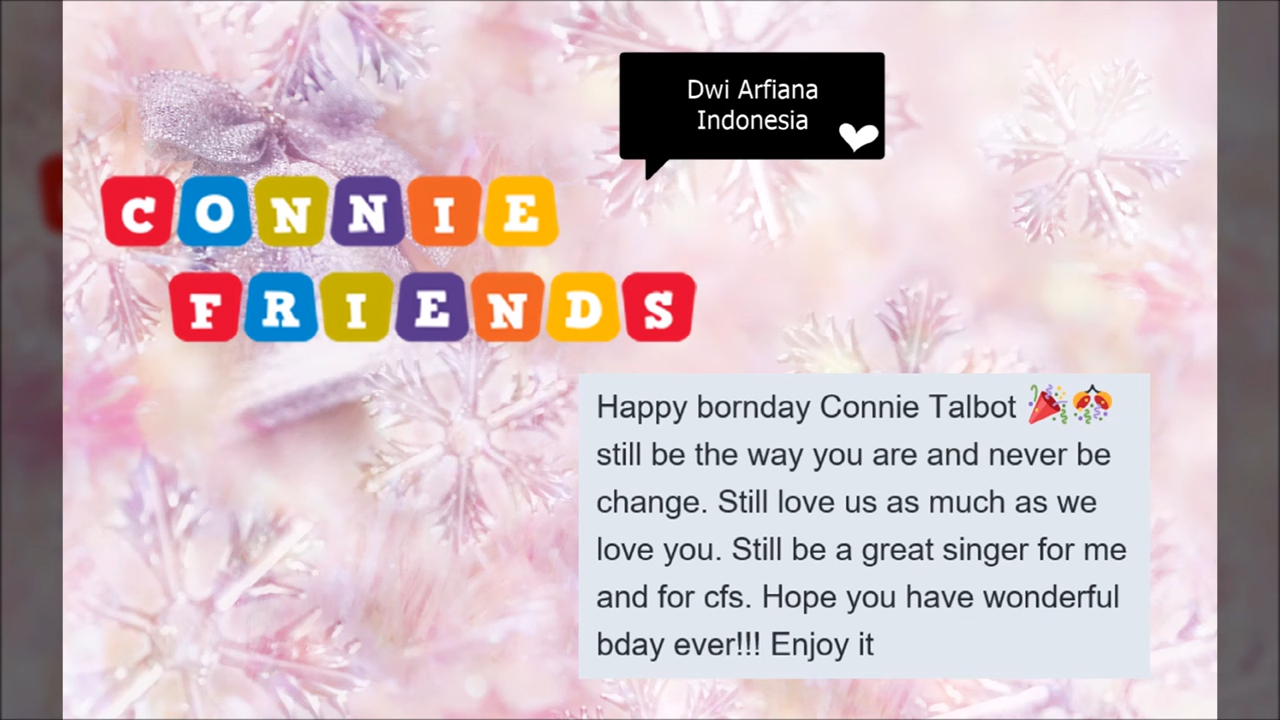 Dwi Arfiana
Indonesia
CONNIE
FRIENDS
Happy bornday Connie Talbot 🎉🎊
still be the way you are and never be
change. Still love us as much as we
love you. Still be a great singer for me
and for cfs. Hope you have wonderful
bday ever!!! Enjoy it